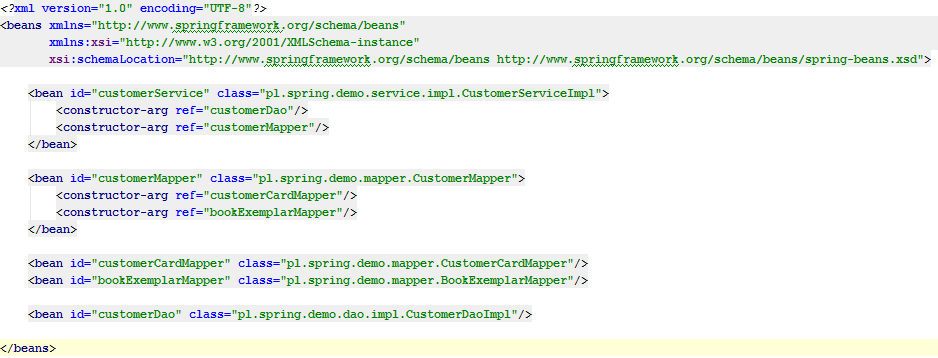 <?xml version="1.0" encoding="UTF-8"?>
<beans xmlns="http://www.springframework.org/schema/beans"
       xmlns:xsi="http://www.w3.org/2001/XMLSchema-instance"
       xsi:schemaLocation="http://www.springframework.org/schema/beans http://www.springframework.org/schema/beans/spring-beans.xsd">

    <bean id="customerService" class="pl.spring.demo.service.impl.CustomerServiceImpl">
        <constructor-arg ref="customerDao"/>
        <constructor-arg ref="customerMapper"/>
    </bean>

    <bean id="customerMapper" class="pl.spring.demo.mapper.CustomerMapper">
        <constructor-arg ref="customerCardMapper"/>
        <constructor-arg ref="bookExemplarMapper"/>
    </bean>

    <bean id="customerCardMapper" class="pl.spring.demo.mapper.CustomerCardMapper"/>
    <bean id="bookExemplarMapper" class="pl.spring.demo.mapper.BookExemplarMapper"/>

    <bean id="customerDao" class="pl.spring.demo.dao.impl.CustomerDaoImpl"/>

</beans>